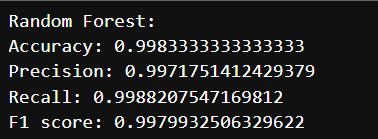 Random Forest:
Accuracy: 0.9983333333333333
Precision: 0.9971751412429379
Recall: 0.9988207547169812
F1 score: 0.9979932506329622